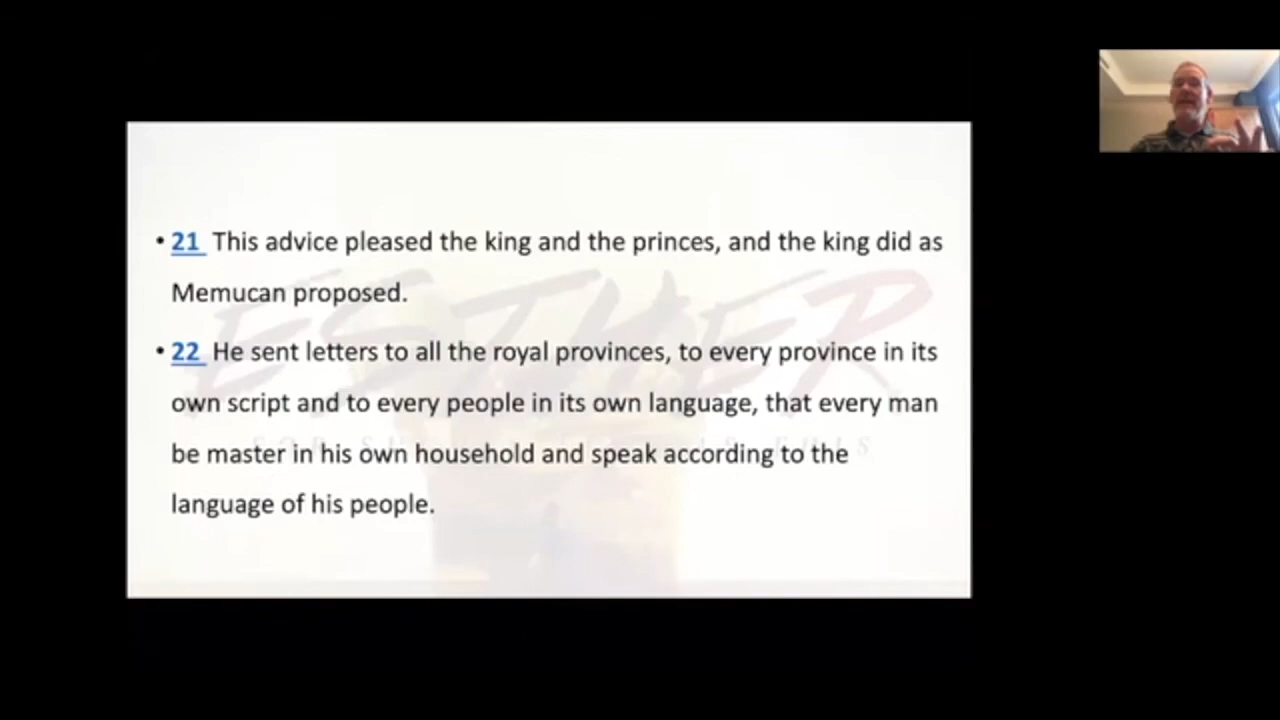 • 21 This advice pleased the king and the princes, and the king did as
Memucan proposed.
• 22 He sent letters to all the royal provinces, to every province in its
own script and to every people in its own language, that every man
be master in his own household and speak according to the
language of his people.
ESTHER